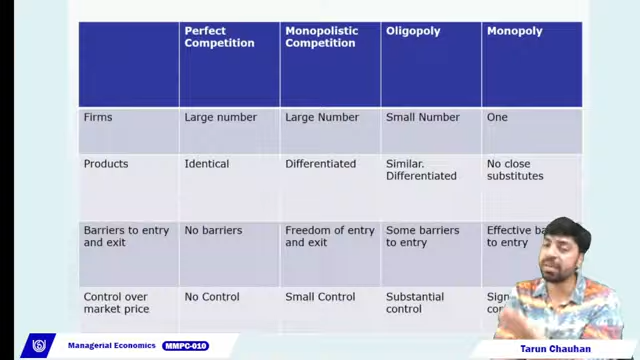 Perfect Competition
Monopolistic Competition
Oligopoly
Monopoly
Firms
Large number
Large Number
Small Number
One
Products
Identical
Differentiated
Similar.
Differentiated
No close
substitutes
Barriers to entry
and exit
No barriers
Freedom of entry
and exit
Some barriers
to entry
Effective
to entry
Control over
market price
No Control
Small Control
Substantial
control
Managerial Economics MMPC-010
Tarun Chauhan